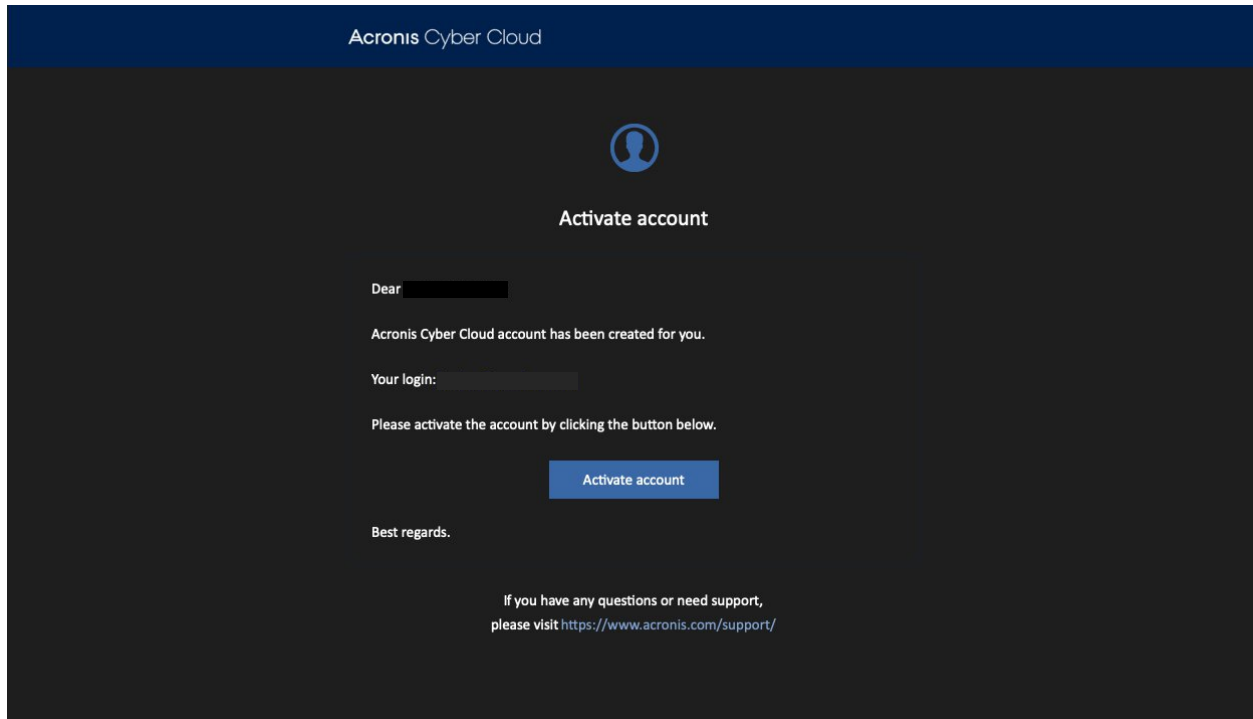 Acronis Cyber Cloud
Activate account
Dear
Acronis Cyber Cloud account has been created for you.
Your login:
Please activate the account by clicking the button below.
Activate account
Best regards.
If you have any questions or need support,
please visit https://www.acronis.com/support/